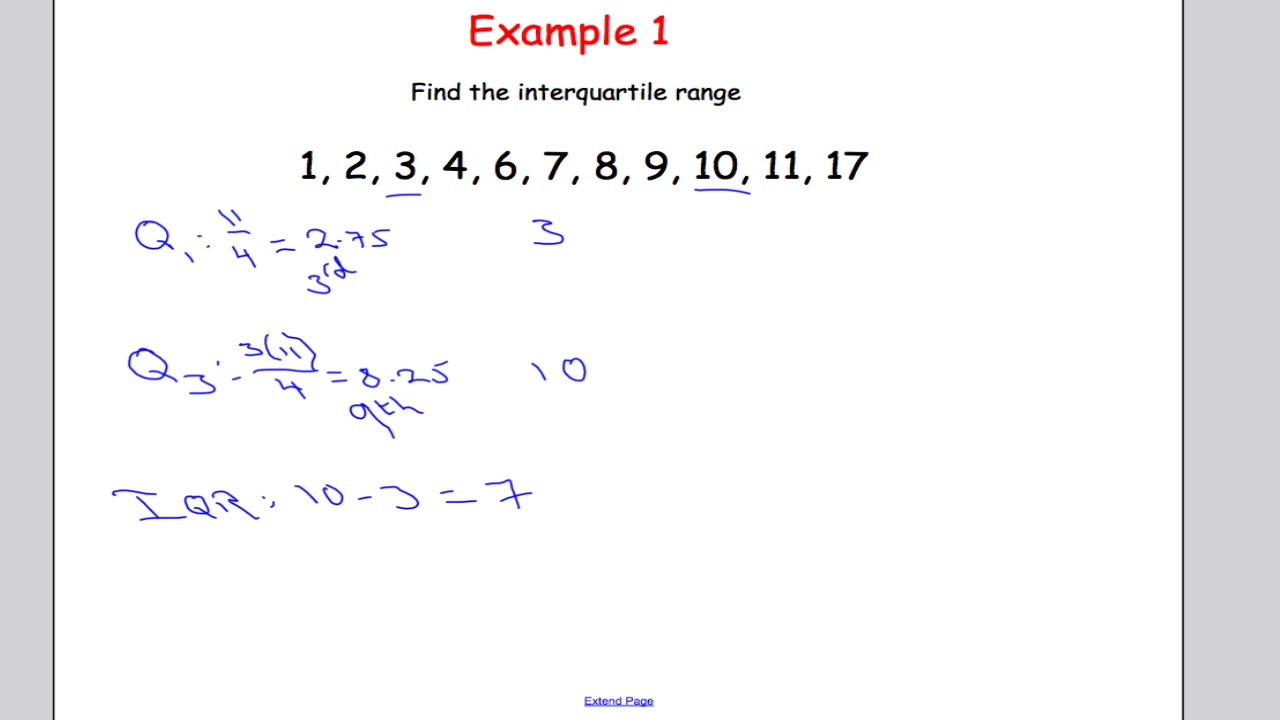 Example 1
Find the interquartile range
1, 2, 3, 4, 6, 7, 8, 9, 10, 11, 17
Q₁: 11/4 = 2.75 3
3rd
Q₃: 3(11)/4 = 8.25 10
9th
IQR: 10 - 3 = 7
Extend Page